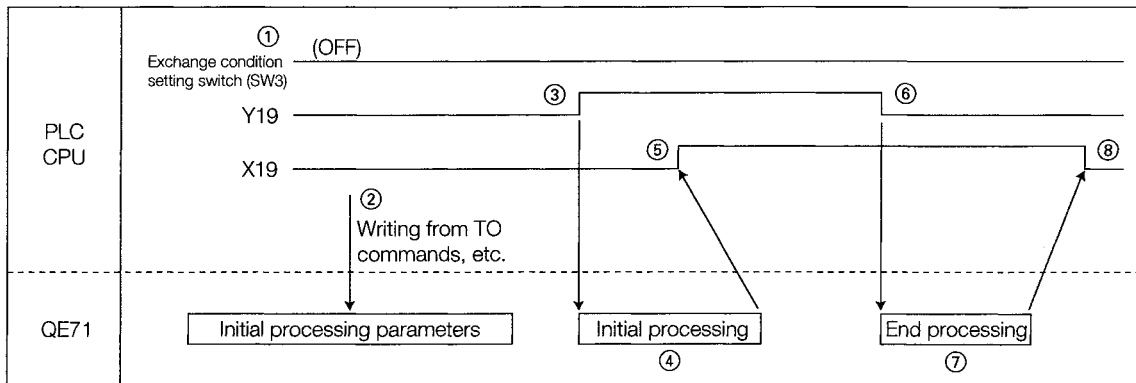 ①
(OFF)
Exchange condition
setting switch (SW3)
③
⑥
Y19
PLC
CPU
⑤
⑧
X19
②
Writing from TO
commands, etc.
QE71
Initial processing parameters
Initial processing
End processing
④
⑦